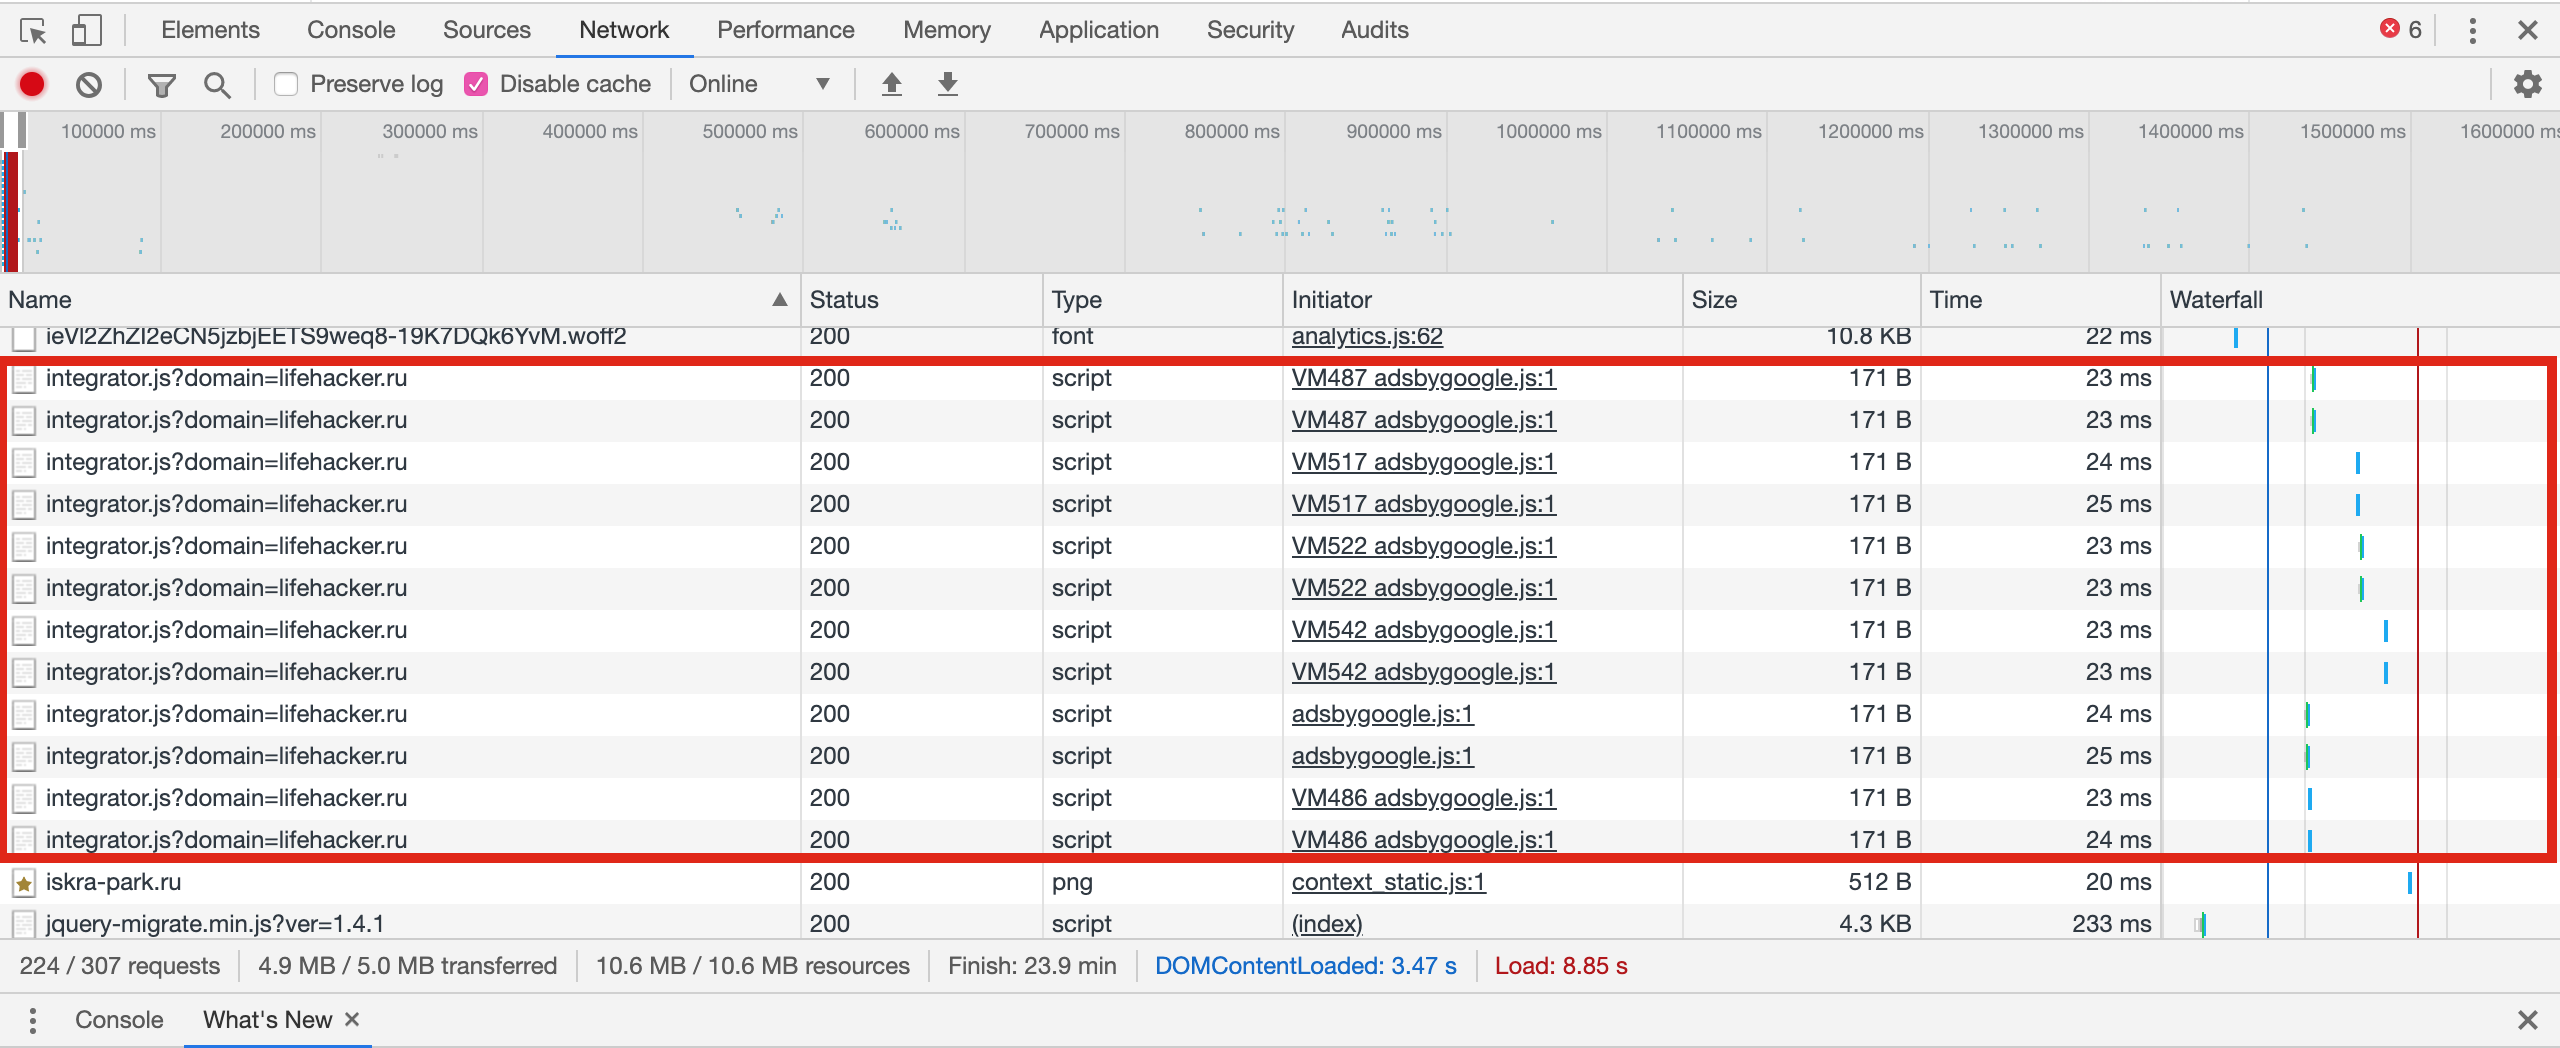 Elements Console Sources Network Performance Memory Application Security Audits 6
Preserve log Disable cache Online
100000 ms 200000 ms 300000 ms 400000 ms 500000 ms 600000 ms 700000 ms 800000 ms 900000 ms 1000000 ms 1100000 ms 1200000 ms 1300000 ms 1400000 ms 1500000 ms 1600000 ms
Name Status Type Initiator Size Time Waterfall
ieVl2ZhZI2eCN5jzbjEETS9weq8-19K7DQk6YvM.woff2 200 font analytics.js:62 10.8 KB 22 ms
integrator.js?domain=lifehacker.ru 200 script VM487 adsbygoogle.js:1 171 B 23 ms
integrator.js?domain=lifehacker.ru 200 script VM487 adsbygoogle.js:1 171 B 23 ms
integrator.js?domain=lifehacker.ru 200 script VM517 adsbygoogle.js:1 171 B 24 ms
integrator.js?domain=lifehacker.ru 200 script VM517 adsbygoogle.js:1 171 B 25 ms
integrator.js?domain=lifehacker.ru 200 script VM522 adsbygoogle.js:1 171 B 23 ms
integrator.js?domain=lifehacker.ru 200 script VM522 adsbygoogle.js:1 171 B 23 ms
integrator.js?domain=lifehacker.ru 200 script VM542 adsbygoogle.js:1 171 B 23 ms
integrator.js?domain=lifehacker.ru 200 script VM542 adsbygoogle.js:1 171 B 23 ms
integrator.js?domain=lifehacker.ru 200 script adsbygoogle.js:1 171 B 24 ms
integrator.js?domain=lifehacker.ru 200 script adsbygoogle.js:1 171 B 25 ms
integrator.js?domain=lifehacker.ru 200 script VM486 adsbygoogle.js:1 171 B 23 ms
integrator.js?domain=lifehacker.ru 200 script VM486 adsbygoogle.js:1 171 B 24 ms
iskra-park.ru 200 png context_static.js:1 512 B 20 ms
jquery-migrate.min.js?ver=1.4.1 200 script (index) 4.3 KB 233 ms
224 / 307 requests 4.9 MB / 5.0 MB transferred 10.6 MB / 10.6 MB resources Finish: 23.9 min DOMContentLoaded: 3.47 s Load: 8.85 s
Console What's New